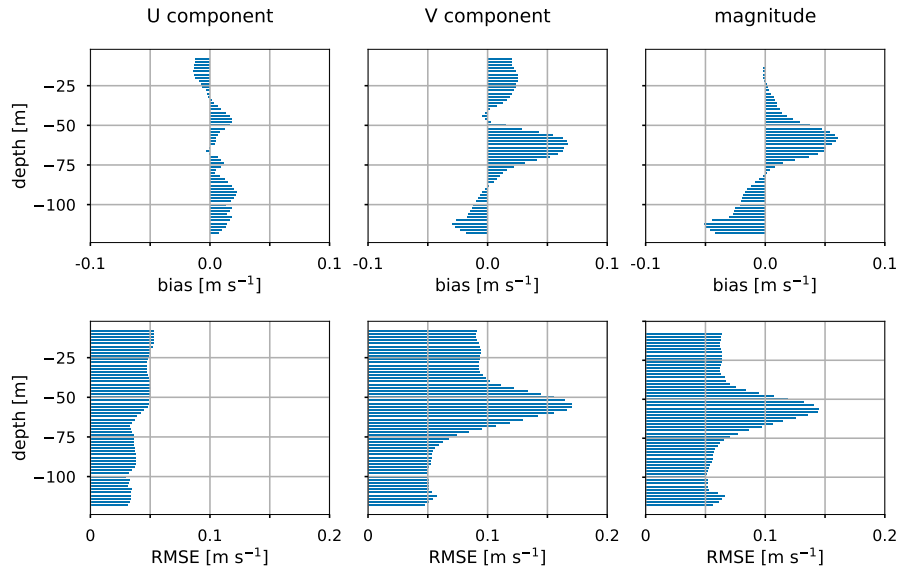 U component
V component
magnitude
depth [m]
−25
−50
−75
−100
-0.1
0.0
0.1
-0.1
0.0
0.1
-0.1
0.0
0.1
bias [m s⁻¹]
bias [m s⁻¹]
bias [m s⁻¹]
depth [m]
−25
−50
−75
−100
0
0.1
0.2
0
0.1
0.2
0
0.1
0.2
RMSE [m s⁻¹]
RMSE [m s⁻¹]
RMSE [m s⁻¹]